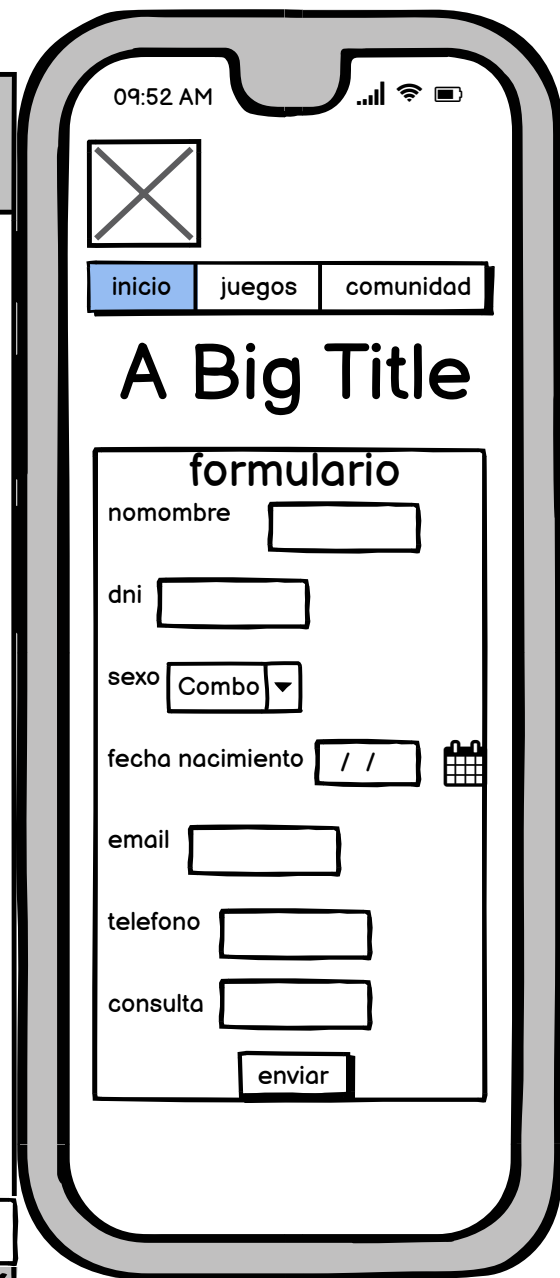 09:52 AM
inicio juegos comunidad
A Big Title
formulario
nomombre
dni
sexo Combo
fecha nacimiento / /
email
telefono
consulta
enviar